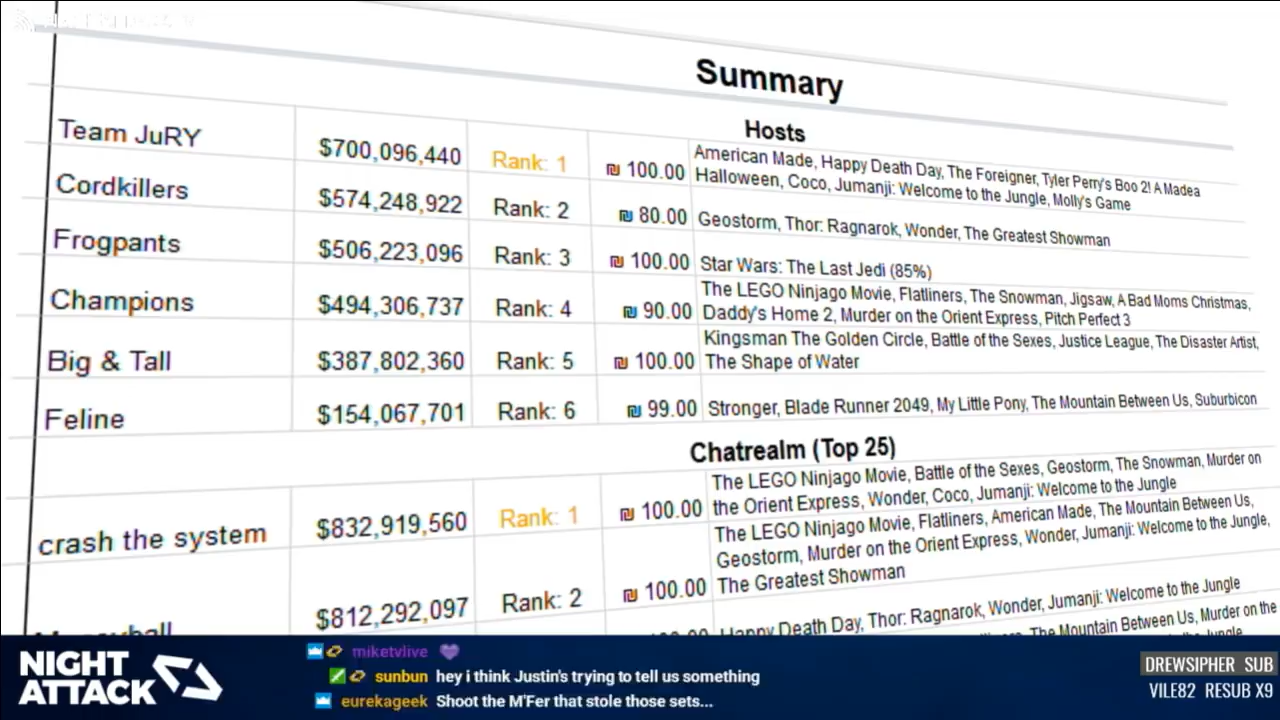 Summary
Hosts
Team JuRY $700,096,440 Rank: 1 ₪ 100.00 American Made, Happy Death Day, The Foreigner, Tyler Perry's Boo 2! A Madea
Halloween, Coco, Jumanji: Welcome to the Jungle, Molly's Game
Cordkillers $574,248,922 Rank: 2 ₪ 80.00 Geostorm, Thor: Ragnarok, Wonder, The Greatest Showman
Frogpants $506,223,096 Rank: 3 ₪ 100.00 Star Wars: The Last Jedi (85%)
Champions $494,306,737 Rank: 4 ₪ 90.00 The LEGO Ninjago Movie, Flatliners, The Snowman, Jigsaw, A Bad Moms Christmas,
Daddy's Home 2, Murder on the Orient Express, Pitch Perfect 3
Big & Tall $387,802,360 Rank: 5 ₪ 100.00 Kingsman The Golden Circle, Battle of the Sexes, Justice League, The Disaster Artist,
The Shape of Water
Feline $154,067,701 Rank: 6 ₪ 99.00 Stronger, Blade Runner 2049, My Little Pony, The Mountain Between Us, Suburbicon
Chatrealm (Top 25)
crash the system $832,919,560 Rank: 1 ₪ 100.00 The LEGO Ninjago Movie, Battle of the Sexes, Geostorm, The Snowman, Murder on
the Orient Express, Wonder, Coco, Jumanji: Welcome to the Jungle
$812,292,097 Rank: 2 ₪ 100.00 The LEGO Ninjago Movie, Flatliners, American Made, The Mountain Between Us,
Geostorm, Murder on the Orient Express, Wonder, Jumanji: Welcome to the Jungle,
The Greatest Showman
Happy Death Day, Thor: Ragnarok, Wonder, Jumanji: Welcome to the Jungle
The Mountain Between Us, Murder on the
Jungle
NIGHT
ATTACK
miketvlive
sunbun hey i think Justin's trying to tell us something
eurekageek Shoot the M'Fer that stole those sets...
DREWSIPHER SUB
VILE82 RESUB X9